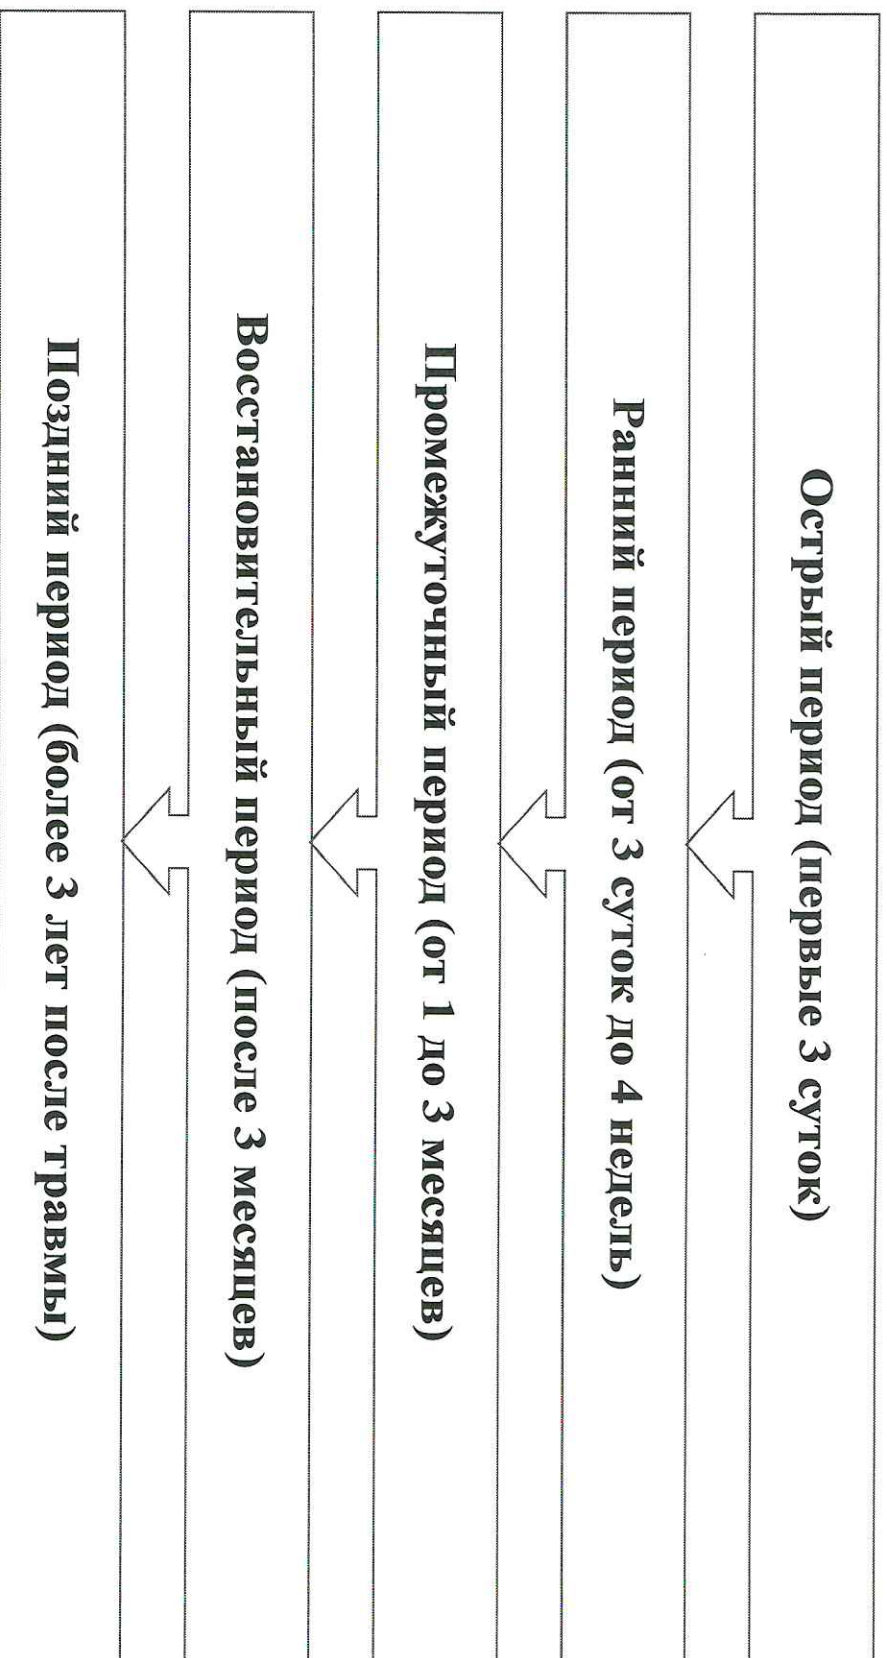 Острый период (первые 3 суток)
Ранний период (от 3 суток до 4 недель)
Промежуточный период (от 1 до 3 месяцев)
Восстановительный период (после 3 месяцев)
Поздний период (более 3 лет после травмы)